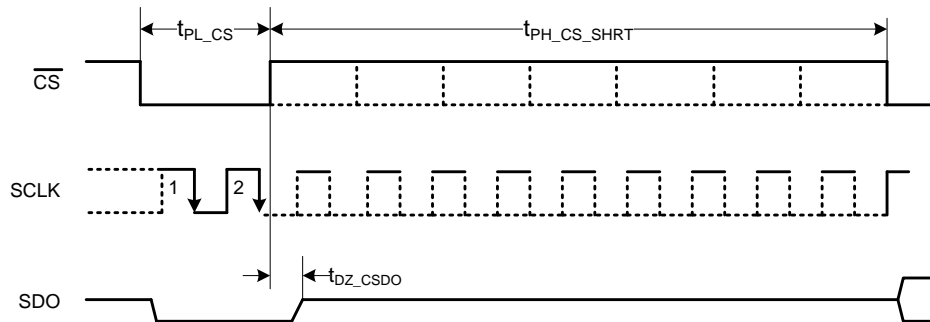 tPL_CS
tPH_CS_SHRT
CS
SCLK
1
2
tDZ_CSDO
SDO